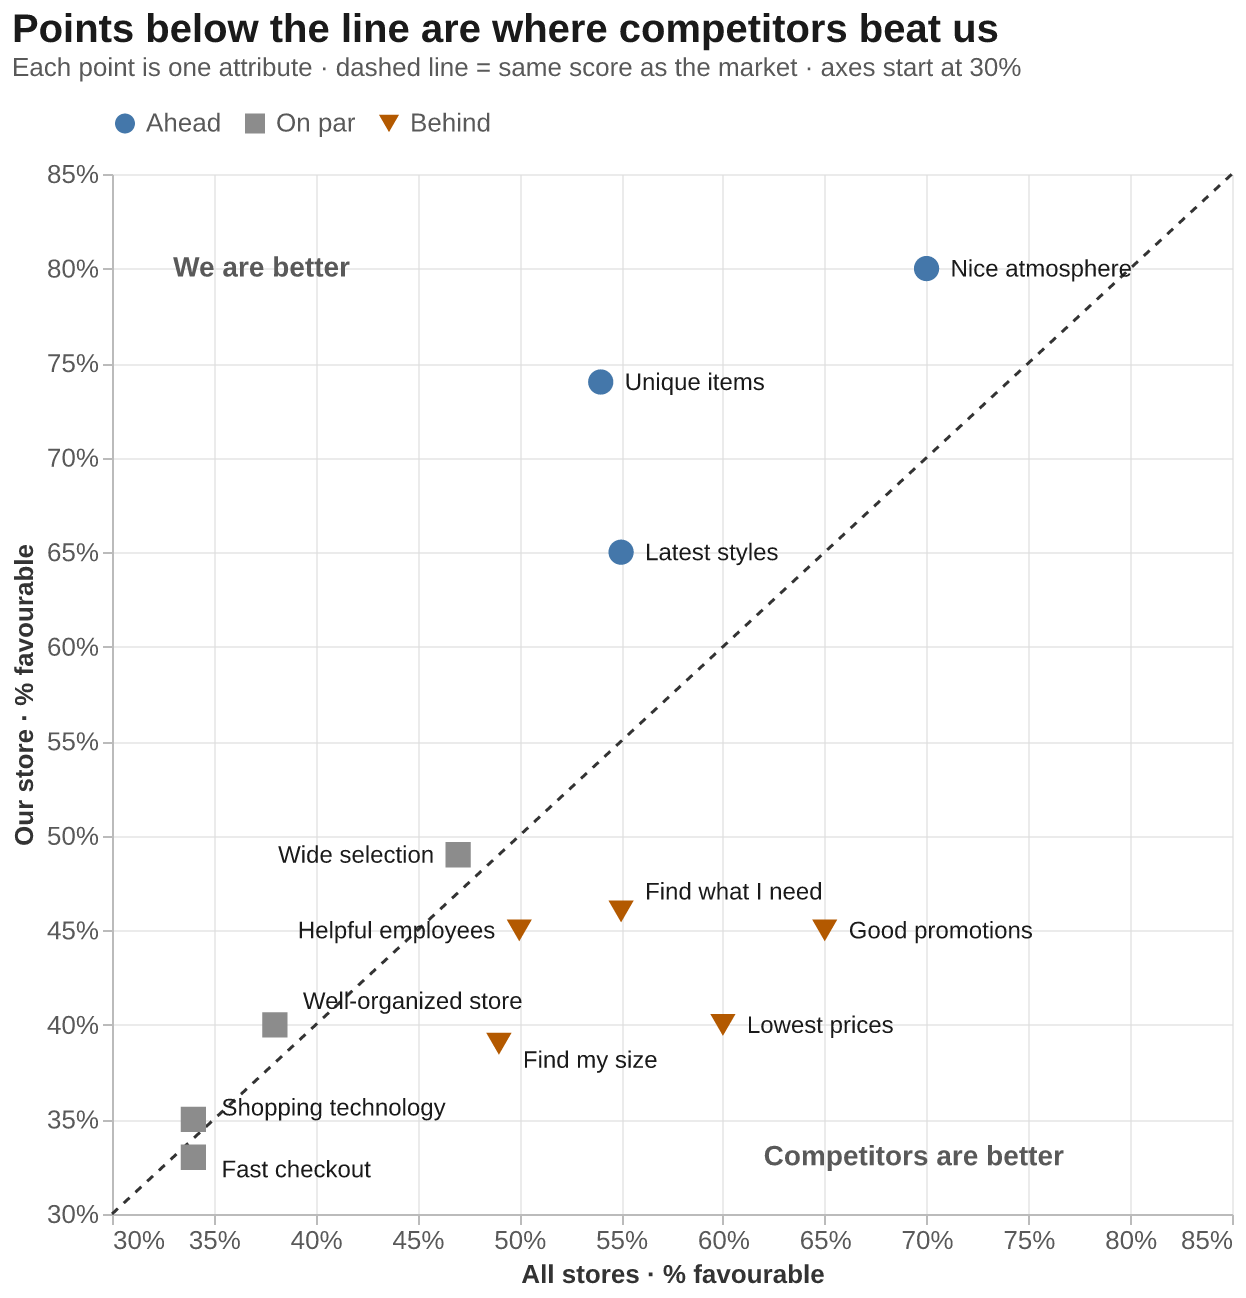 Points below the line are where competitors beat us
Each point is one attribute · dashed line = same score as the market · axes start at 30%
Ahead
On par
Behind
85%
80%
75%
70%
65%
60%
55%
50%
45%
40%
35%
30%
Our store · % favourable
We are better
Nice atmosphere
Unique items
Latest styles
Wide selection
Find what I need
Helpful employees
Good promotions
Well-organized store
Lowest prices
Find my size
Shopping technology
Fast checkout
Competitors are better
30%
35%
40%
45%
50%
55%
60%
65%
70%
75%
80%
85%
All stores · % favourable